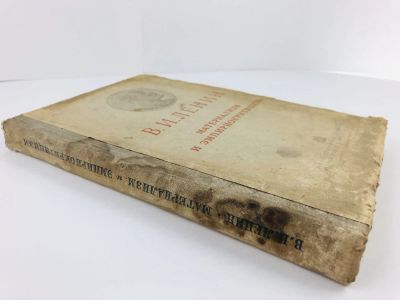 В.И.ЛЕНИН
МАТЕРИАЛИЗМ
И ЭМПИРИОКРИТИЦИЗМ
В. И. ЛЕНИН • МАТЕРИАЛИЗМ И ЭМПИРИОКРИТИЦИЗМ